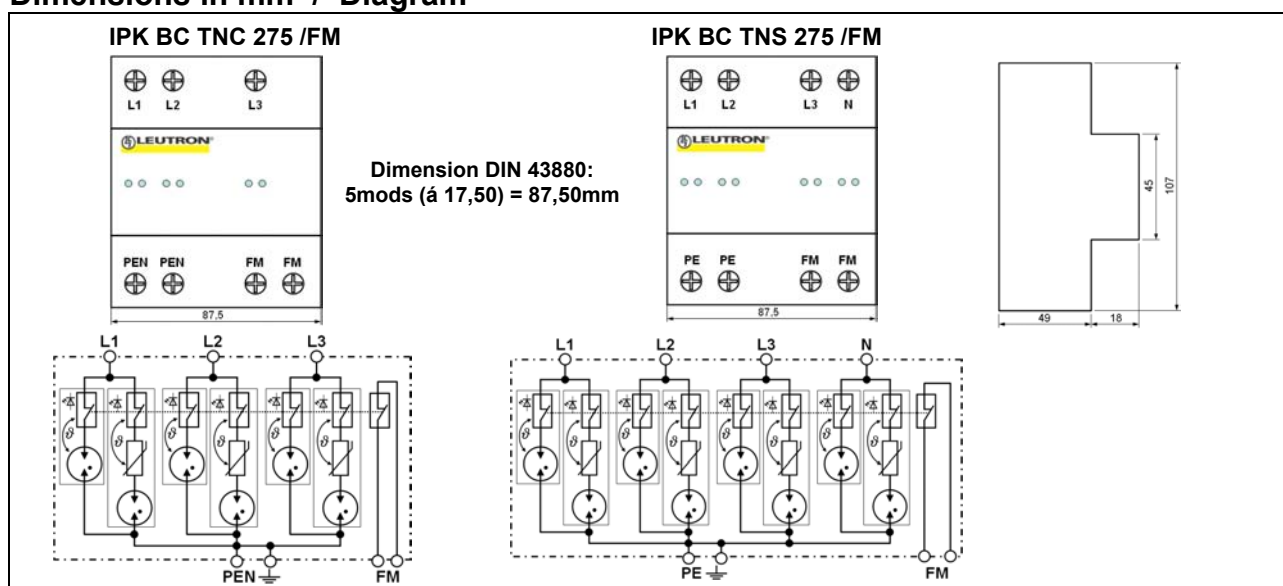 Dimensions in mm / Diagram
IPK BC TNC 275 /FM
IPK BC TNS 275 /FM
L1 L2 L3
L1 L2 L3 N
LEUTRON®
LEUTRON®
Dimension DIN 43880:
5mods (á 17,50) = 87,50mm
45
107
PEN PEN FM FM
PE PE FM FM
87,5
87,5
49 18
L1 L2 L3
L1 L2 L3 N
ϑ ϑ ϑ ϑ ϑ ϑ
ϑ ϑ ϑ ϑ ϑ ϑ ϑ ϑ
PEN FM
PE FM